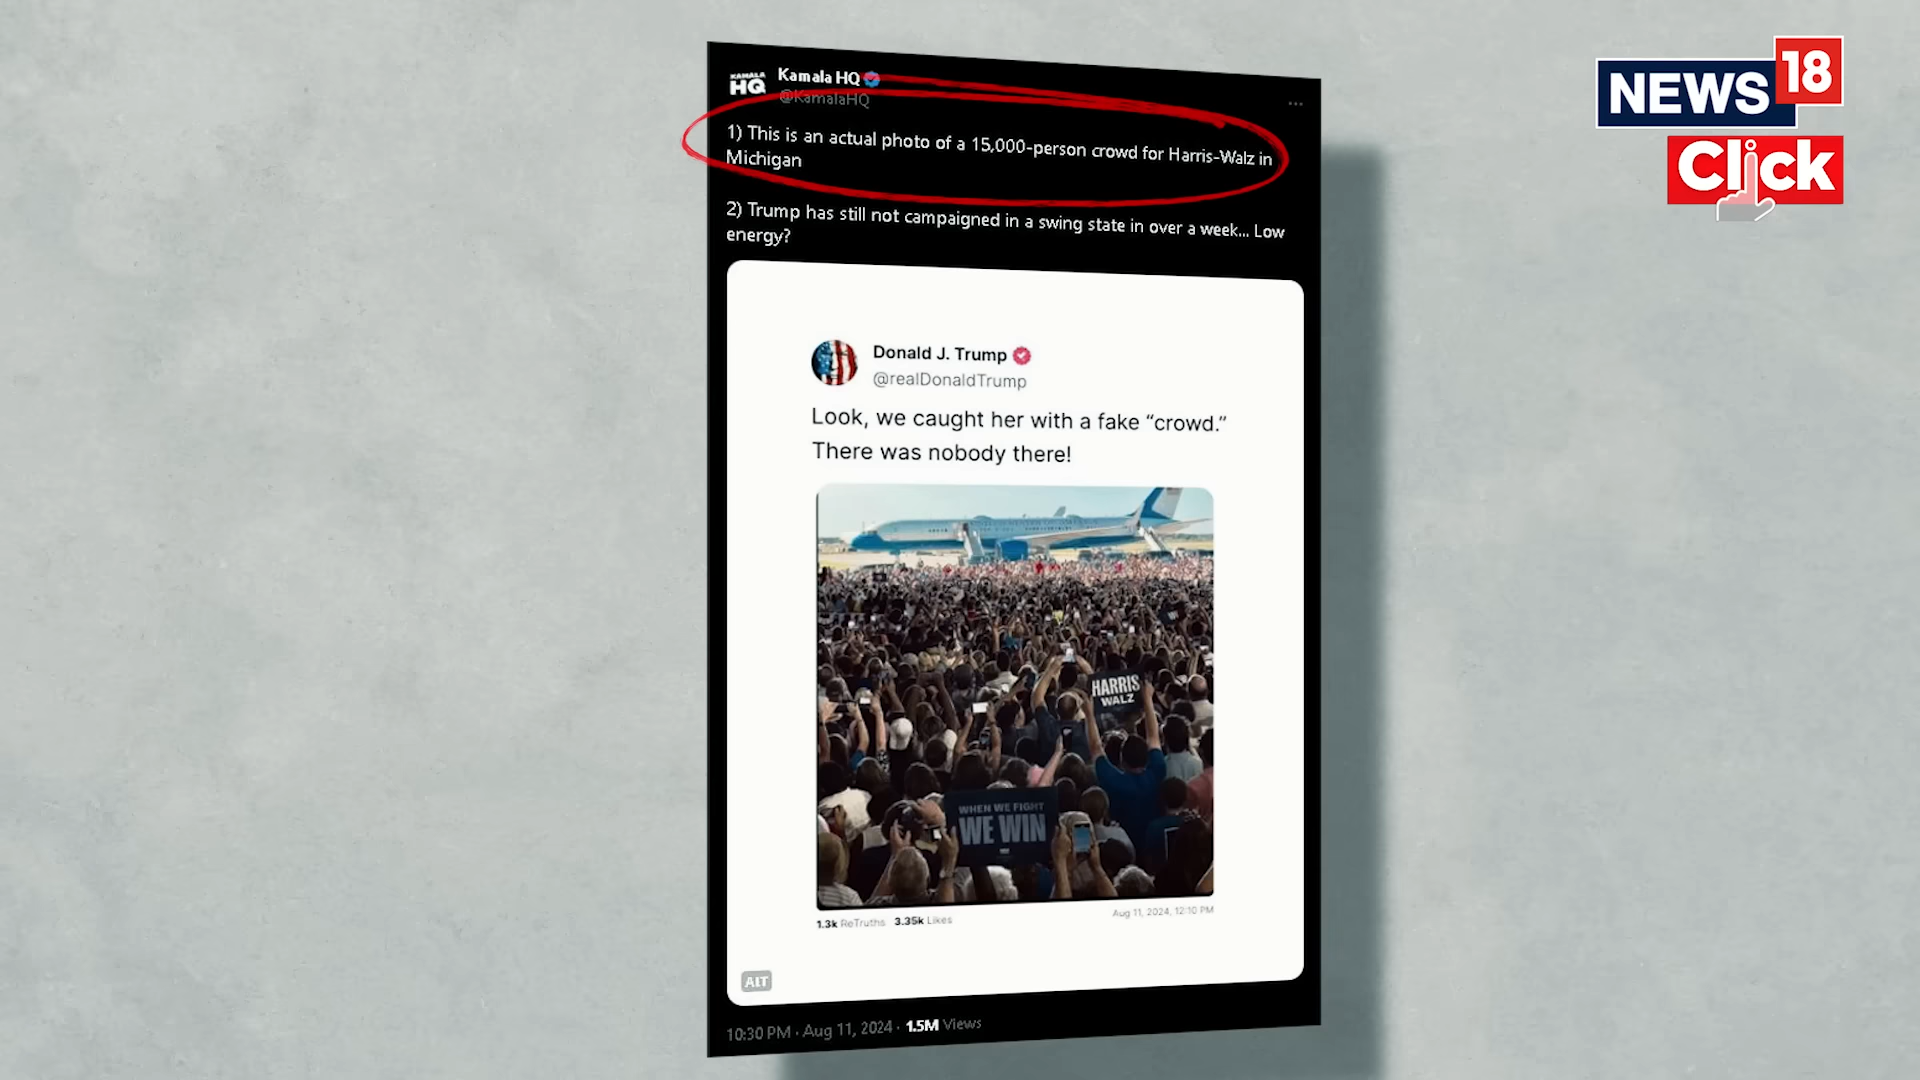 NEWS 18
Click
KAMALA
HQ
Kamala HQ
@KamalaHQ
1) This is an actual photo of a 15,000-person crowd for Harris-Walz in
Michigan
2) Trump has still not campaigned in a swing state in over a week... Low
energy?
Donald J. Trump
@realDonaldTrump
Look, we caught her with a fake “crowd.”
There was nobody there!
HARRIS
WALZ
WHEN WE FIGHT
WE WIN
1.3k ReTruths 3.35k Likes
Aug 11, 2024, 12:10 PM
ALT
10:30 PM · Aug 11, 2024 · 1.5M Views